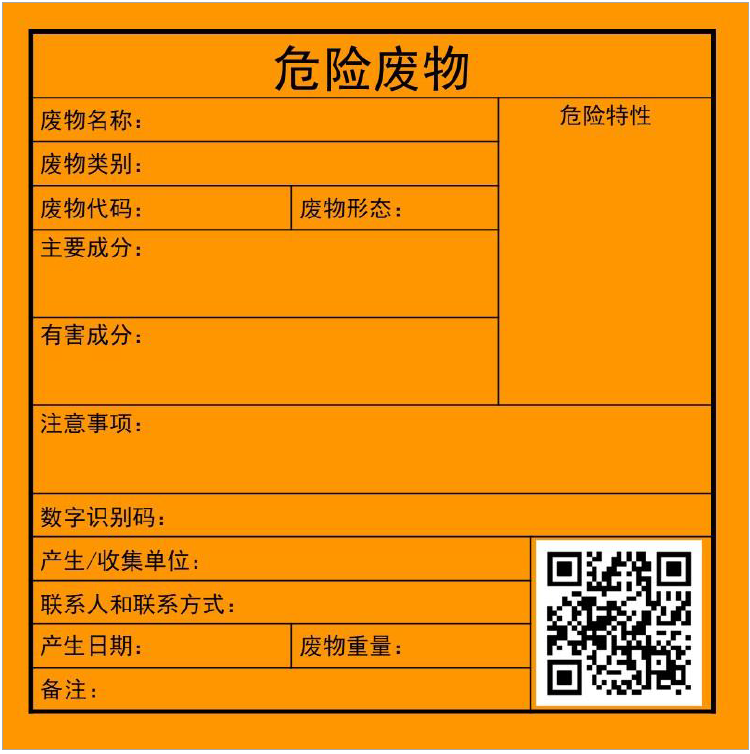 危险废物
废物名称：
危险特性
废物类别：
废物代码：
废物形态：
主要成分：
有害成分：
注意事项：
数字识别码：
产生/收集单位：
联系人和联系方式：
产生日期：
废物重量：
备注：